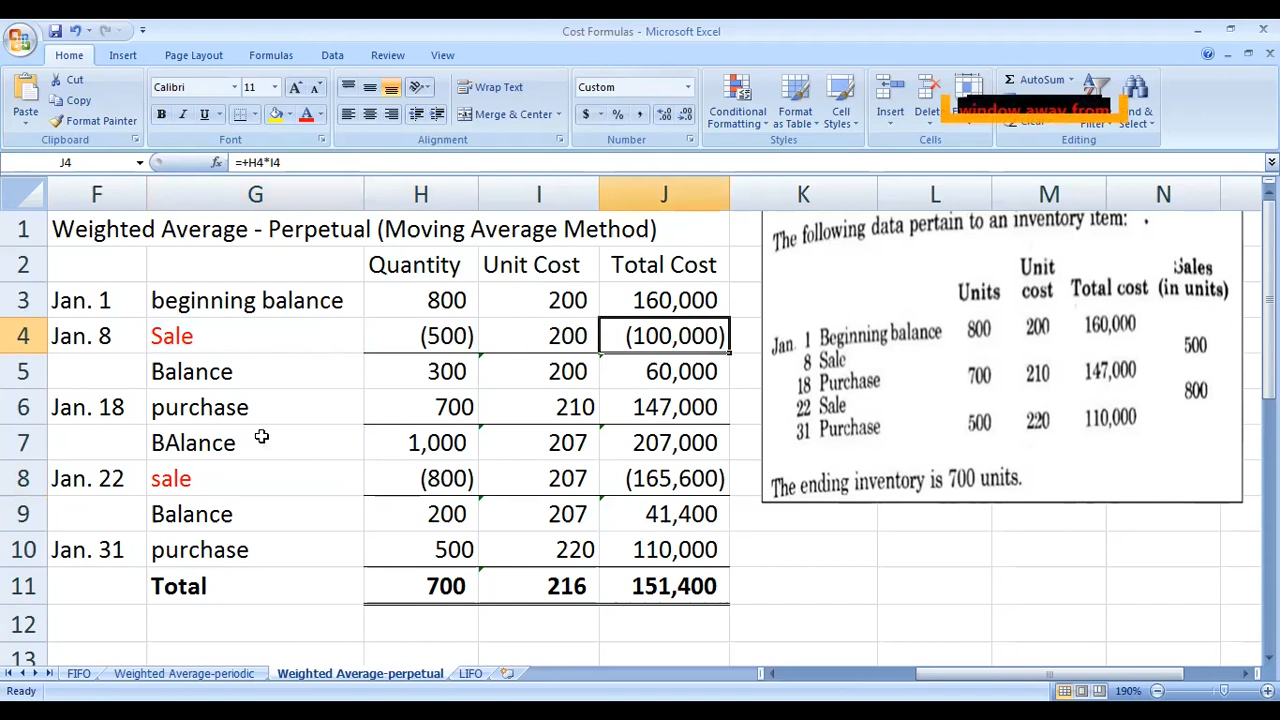 Cost Formulas - Microsoft Excel
Home Insert Page Layout Formulas Data Review View
Paste
Cut
Copy
Format Painter
Clipboard
Calibri 11
B I U
Font
Wrap Text
Merge & Center
Alignment
Custom
$ % ,
Number
Conditional Formatting
Format as Table
Cell Styles
Styles
Insert
Delete
Cells
window away from
Σ AutoSum
Clear
Filter
Select
Editing
J4 fx =+H4*I4
F G H I J K L M N
1 Weighted Average - Perpetual (Moving Average Method)
2 Quantity Unit Cost Total Cost
3 Jan. 1 beginning balance 800 200 160,000
4 Jan. 8 Sale (500) 200 (100,000)
5 Balance 300 200 60,000
6 Jan. 18 purchase 700 210 147,000
7 BAlance 1,000 207 207,000
8 Jan. 22 sale (800) 207 (165,600)
9 Balance 200 207 41,400
10 Jan. 31 purchase 500 220 110,000
11 Total 700 216 151,400
12
13
The following data pertain to an inventory item:
Unit Sales
Units cost Total cost (in units)
Jan. 1 Beginning balance 800 200 160,000
8 Sale 500
18 Purchase 700 210 147,000
22 Sale 800
31 Purchase 500 220 110,000
The ending inventory is 700 units.
FIFO Weighted Average-periodic Weighted Average-perpetual LIFO
Ready 190%